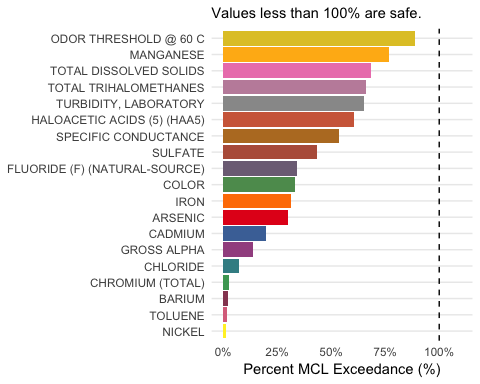 Values less than 100% are safe.
ODOR THRESHOLD @ 60 C
MANGANESE
TOTAL DISSOLVED SOLIDS
TOTAL TRIHALOMETHANES
TURBIDITY, LABORATORY
HALOACETIC ACIDS (5) (HAA5)
SPECIFIC CONDUCTANCE
SULFATE
FLUORIDE (F) (NATURAL-SOURCE)
COLOR
IRON
ARSENIC
CADMIUM
GROSS ALPHA
CHLORIDE
CHROMIUM (TOTAL)
BARIUM
TOLUENE
NICKEL
0% 25% 50% 75% 100%
Percent MCL Exceedance (%)